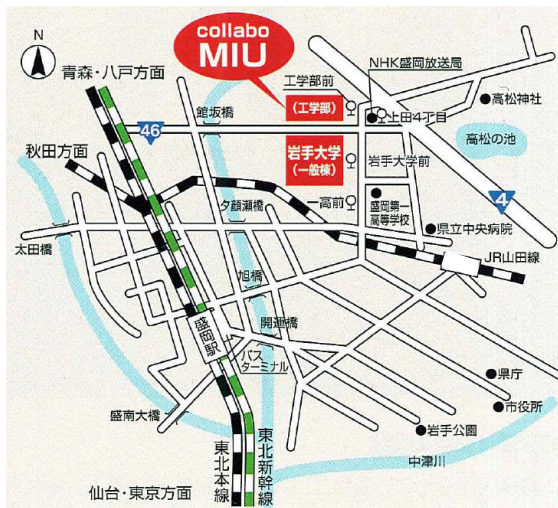 collabo
MIU
N
青森・八戸方面
NHK盛岡放送局
工学部前
高松神社
館坂橋
(工学部)
上田4丁目
46
岩手大学
(一般棟)
高松の池
岩手大学前
秋田方面
4
一高前
盛岡第一
高等学校
夕顔瀬橋
県立中央病院
太田橋
JR山田線
旭橋
開運橋
盛岡駅
バス
ターミナル
県庁
盛南大橋
市役所
岩手公園
東北本線
東北新幹線
中津川
仙台・東京方面